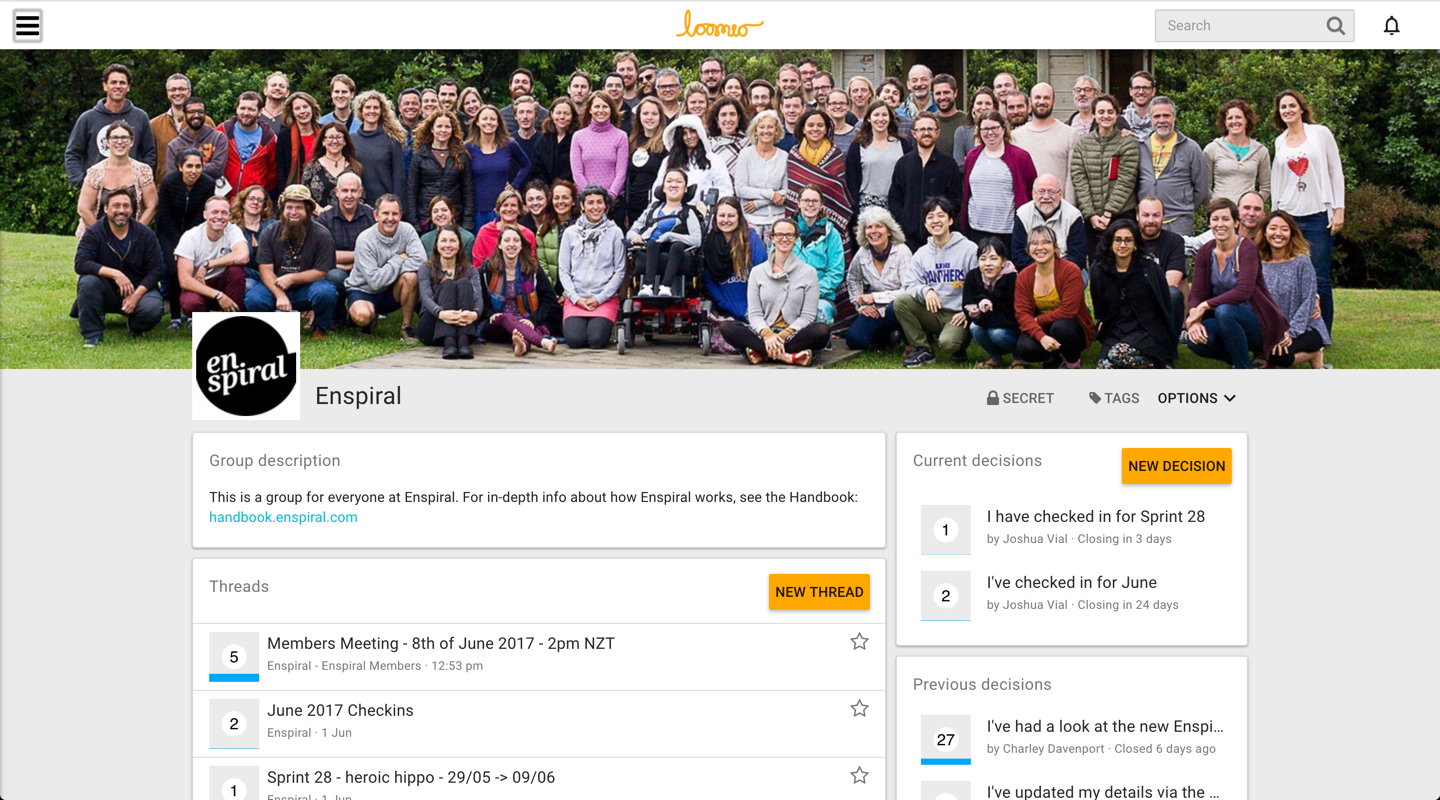 loomio
Search
PANTHERS
en
spiral
Enspiral
SECRET
TAGS
OPTIONS
Group description
This is a group for everyone at Enspiral. For in-depth info about how Enspiral works, see the Handbook:
handbook.enspiral.com
Threads
NEW THREAD
5
Members Meeting - 8th of June 2017 - 2pm NZT
Enspiral - Enspiral Members · 12:53 pm
2
June 2017 Checkins
Enspiral · 1 Jun
1
Sprint 28 - heroic hippo - 29/05 -> 09/06
Enspiral · 1 Jun
Current decisions
NEW DECISION
1
I have checked in for Sprint 28
by Joshua Vial · Closing in 3 days
2
I've checked in for June
by Joshua Vial · Closing in 24 days
Previous decisions
27
I've had a look at the new Enspi...
by Charley Davenport · Closed 6 days ago
I've updated my details via the ...